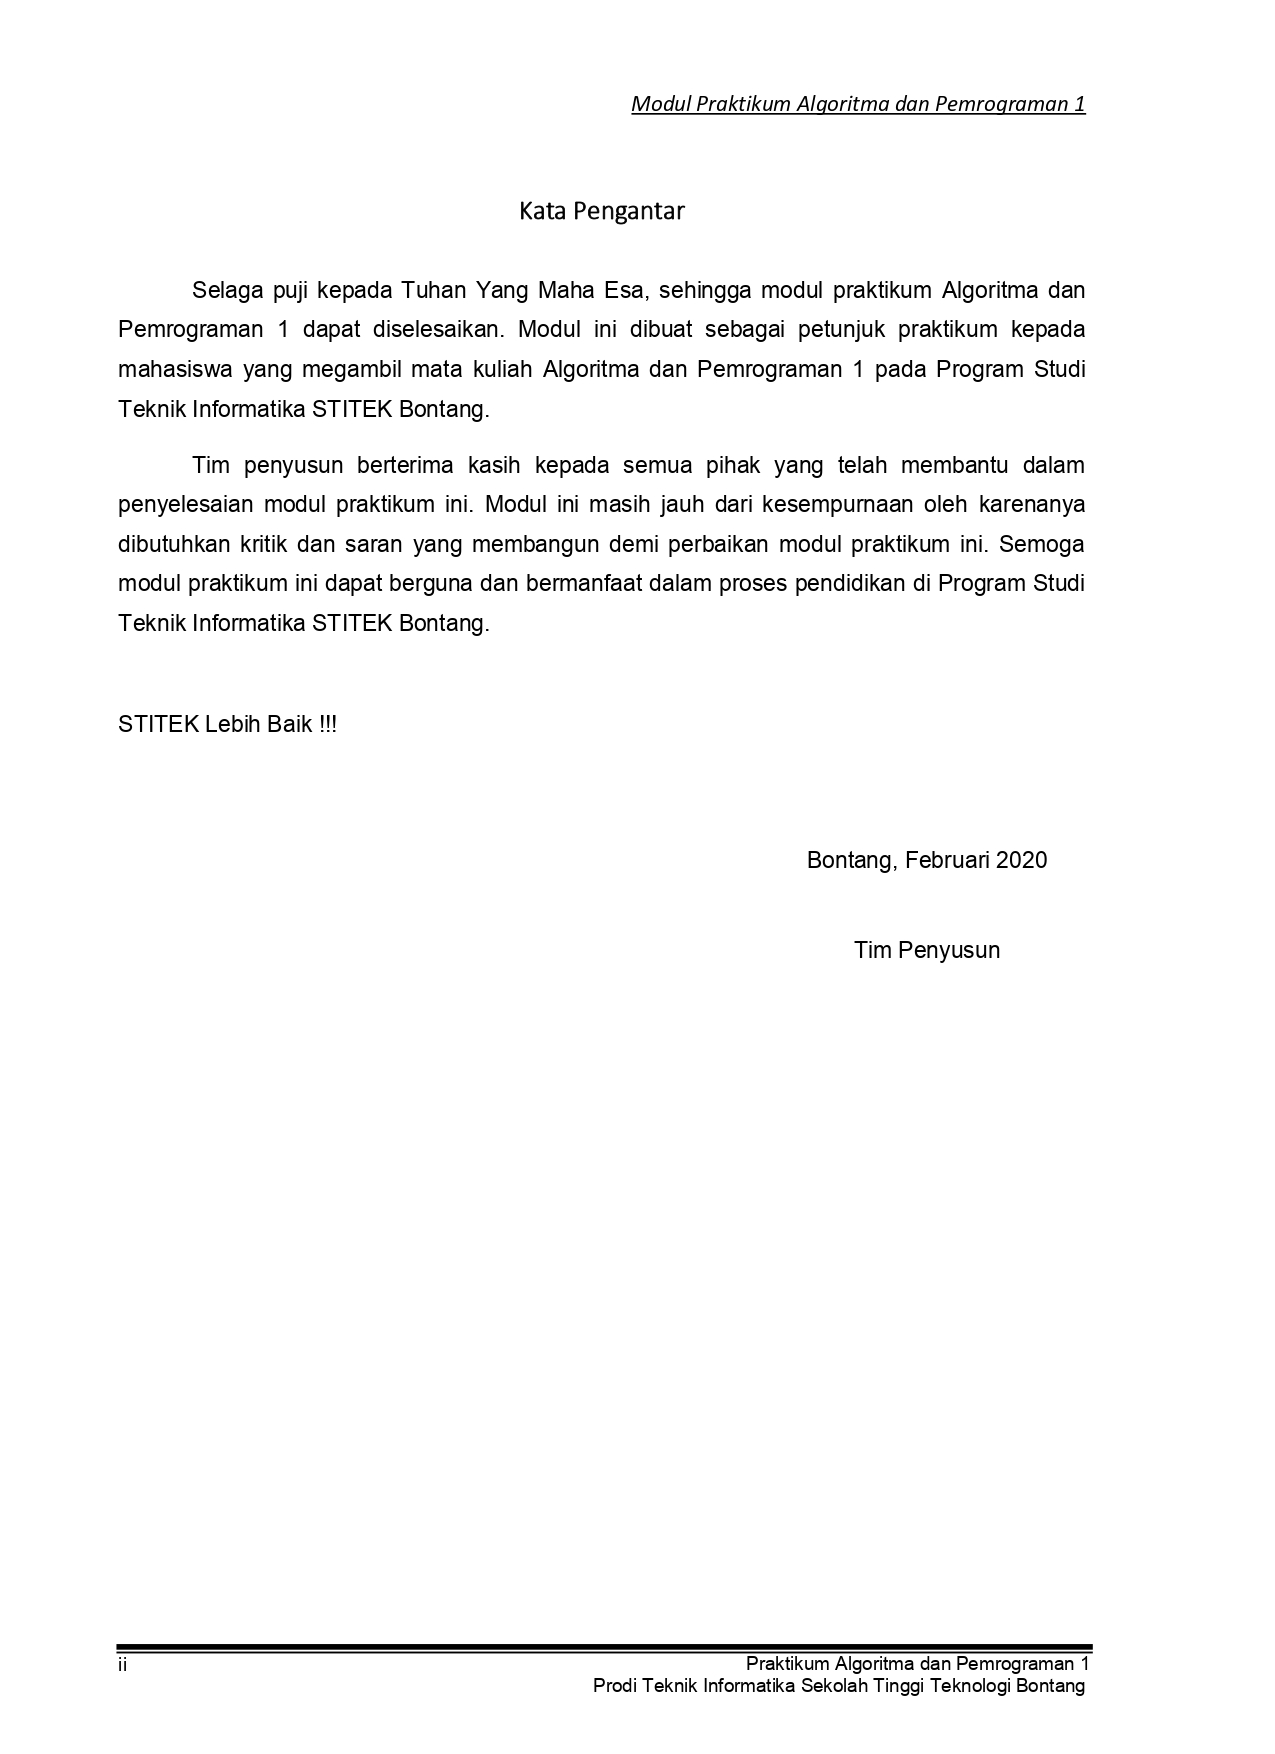 Modul Praktikum Algoritma dan Pemrograman 1
Kata Pengantar
Selaga puji kepada Tuhan Yang Maha Esa, sehingga modul praktikum Algoritma dan
Pemrograman 1 dapat diselesaikan. Modul ini dibuat sebagai petunjuk praktikum kepada
mahasiswa yang megambil mata kuliah Algoritma dan Pemrograman 1 pada Program Studi
Teknik Informatika STITEK Bontang.
Tim penyusun berterima kasih kepada semua pihak yang telah membantu dalam
penyelesaian modul praktikum ini. Modul ini masih jauh dari kesempurnaan oleh karenanya
dibutuhkan kritik dan saran yang membangun demi perbaikan modul praktikum ini. Semoga
modul praktikum ini dapat berguna dan bermanfaat dalam proses pendidikan di Program Studi
Teknik Informatika STITEK Bontang.
STITEK Lebih Baik !!!
Bontang, Februari 2020
Tim Penyusun
ii Praktikum Algoritma dan Pemrograman 1
Prodi Teknik Informatika Sekolah Tinggi Teknologi Bontang